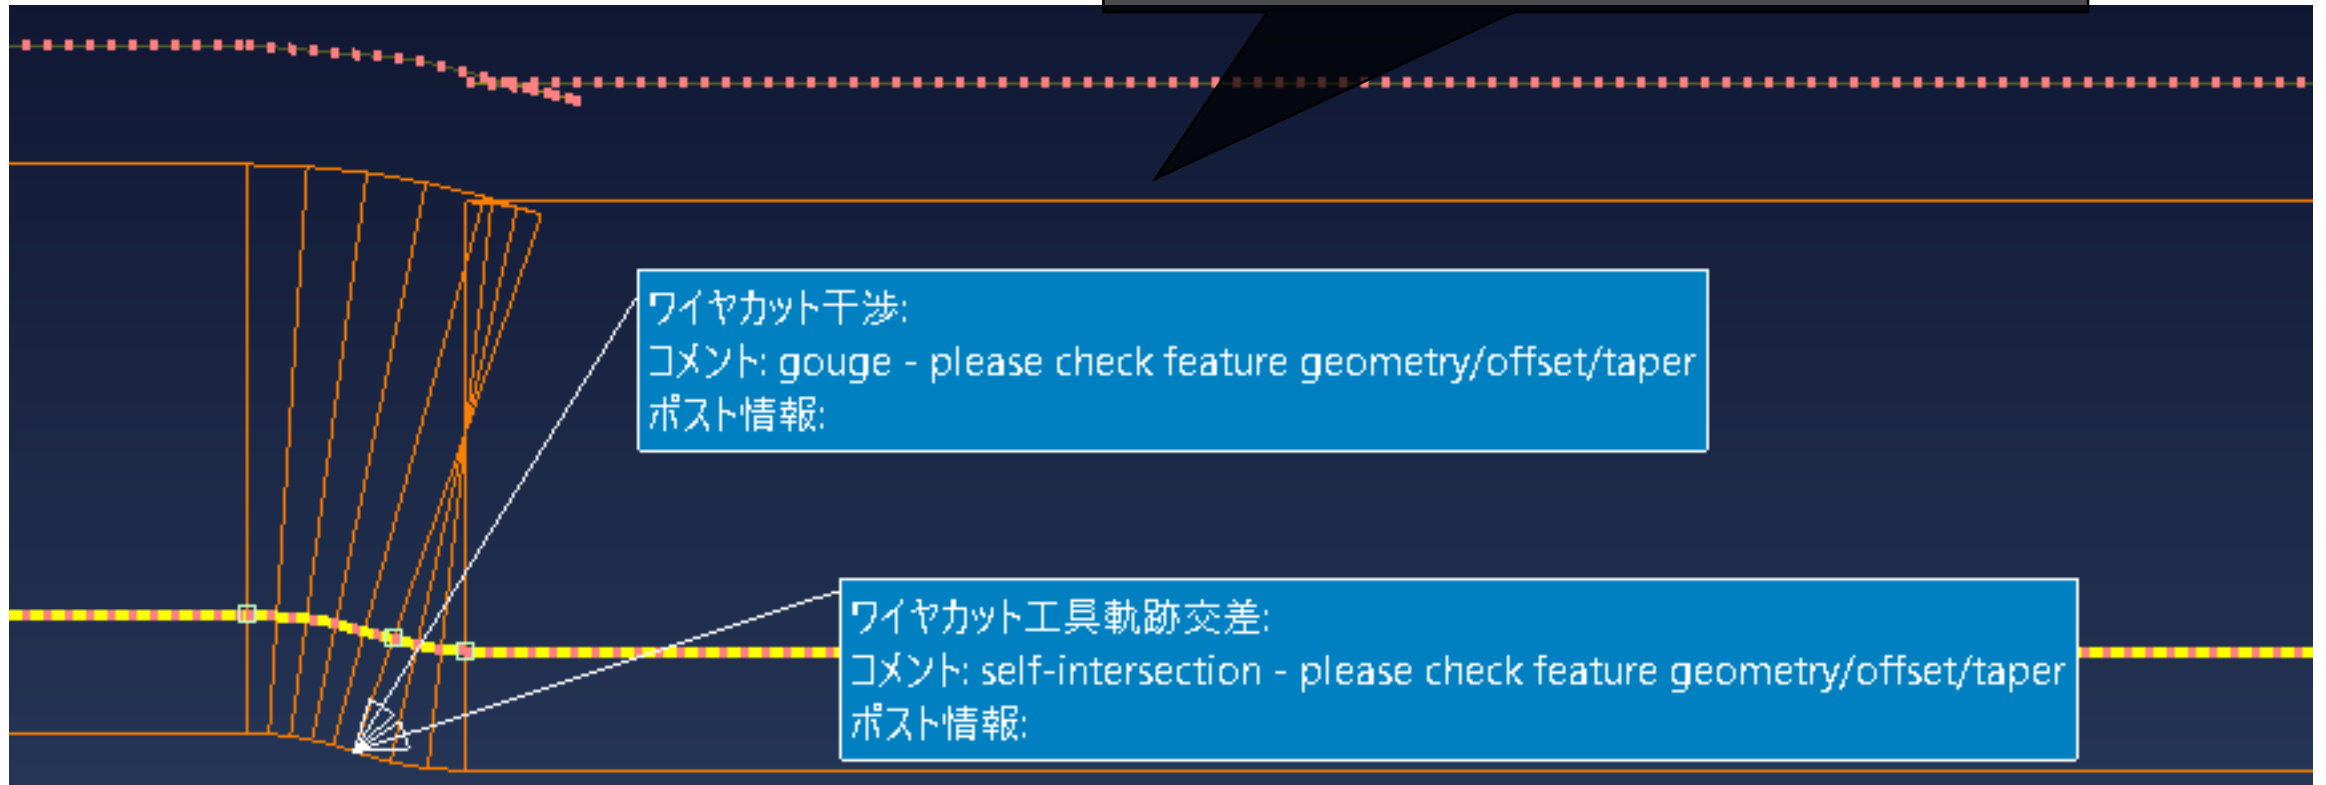 ワイヤカット干渉:
コメント: gouge - please check feature geometry/offset/taper
ポスト情報:
ワイヤカット工具軌跡交差:
コメント: self-intersection - please check feature geometry/offset/taper
ポスト情報: